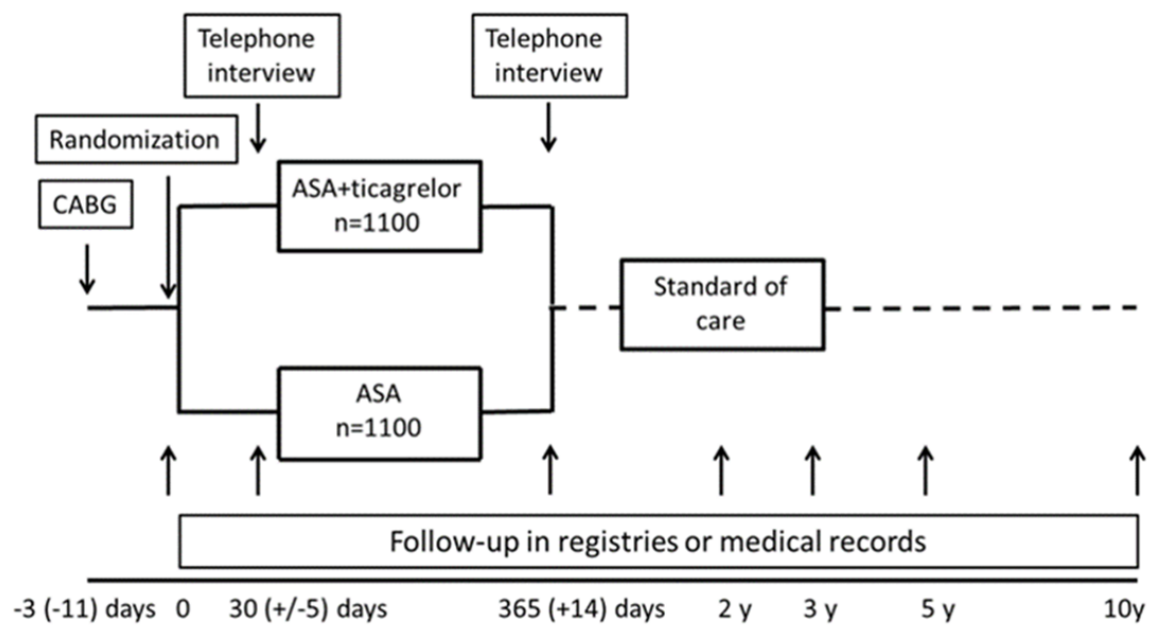 Telephone
interview
Telephone
interview
Randomization
CABG
ASA+ticagrelor
n=1100
Standard of
care
ASA
n=1100
Follow-up in registries or medical records
-3 (-11) days 0 30 (+/-5) days 365 (+14) days 2 y 3 y 5 y 10y